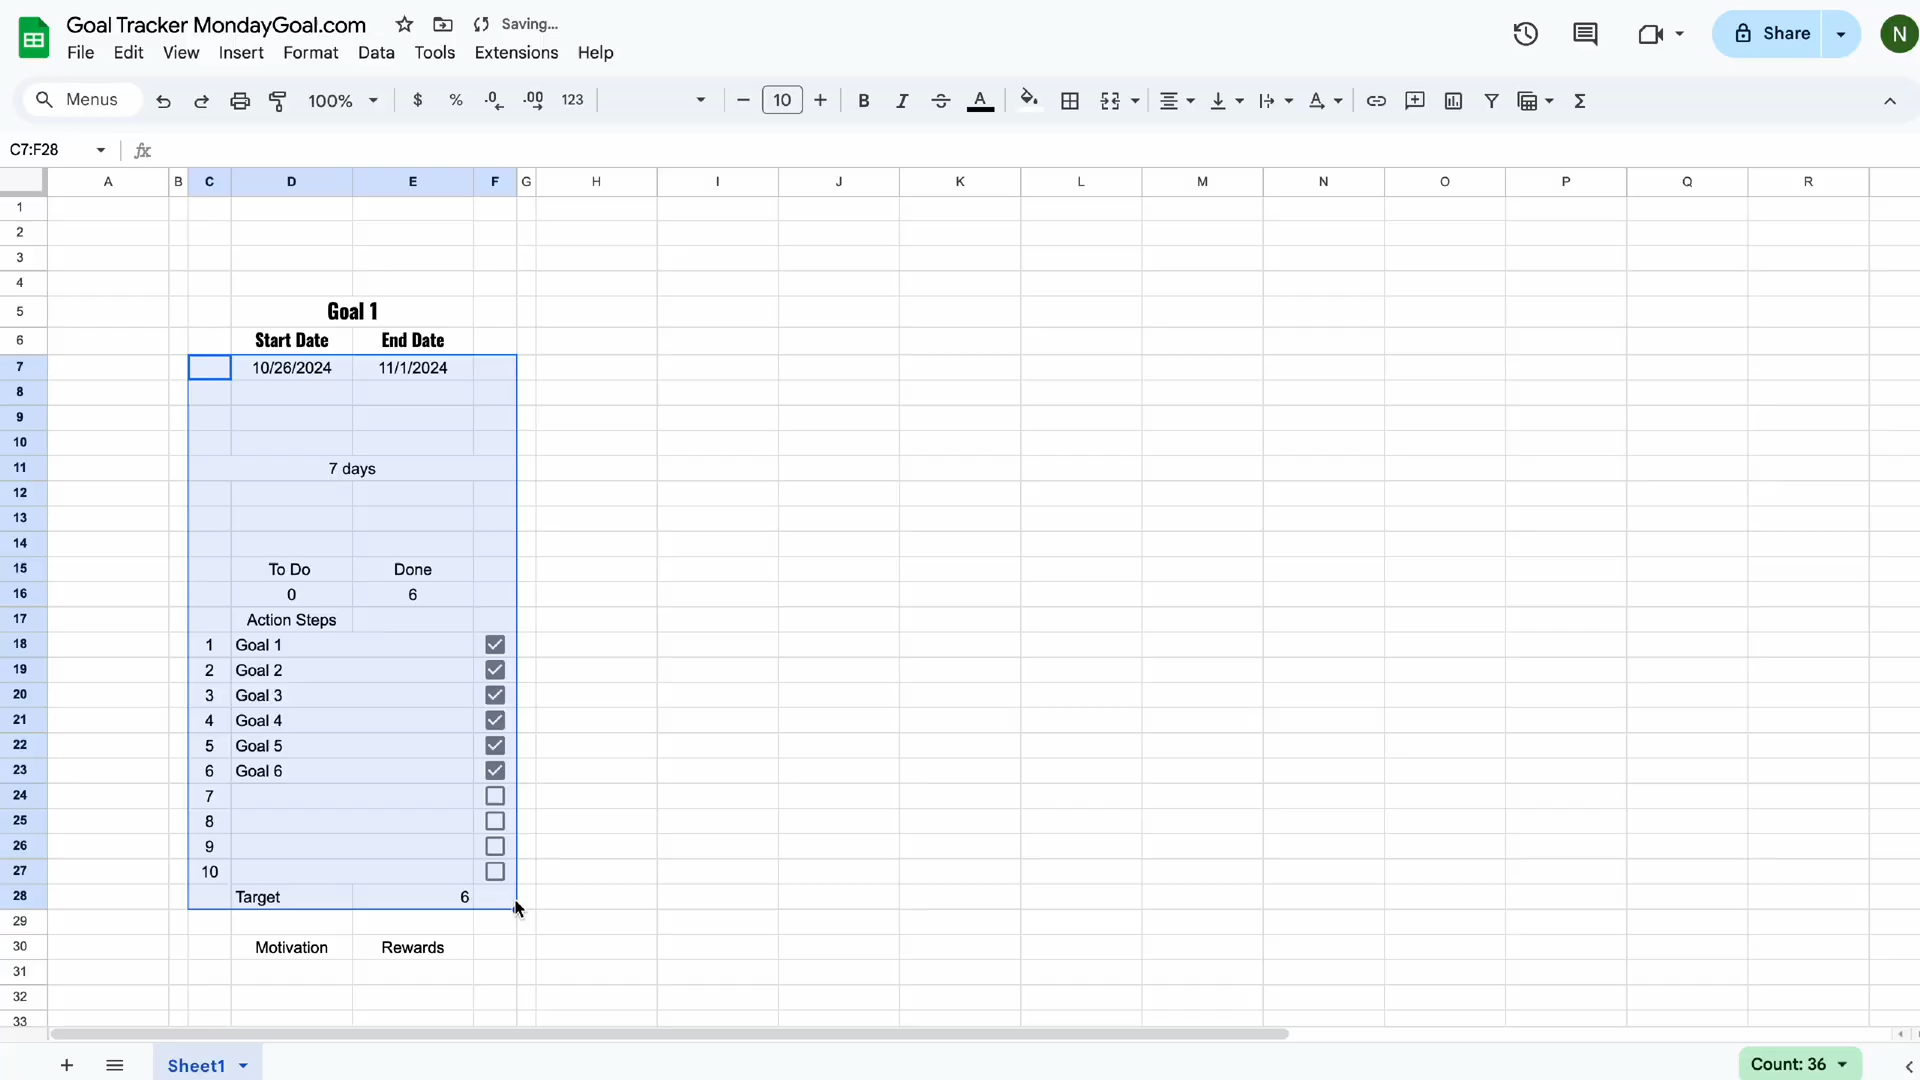 Goal Tracker MondayGoal.com Saving...
File Edit View Insert Format Data Tools Extensions Help
Share N
Menus 100% $ % .0 .00 123 10 B I S A A Σ
C7:F28 fx
A B C D E F G H I J K L M N O P Q R
1
2
3
4
5 Goal 1
6 Start Date End Date
7 10/26/2024 11/1/2024
8
9
10
11 7 days
12
13
14
15 To Do Done
16 0 6
17 Action Steps
18 1 Goal 1
19 2 Goal 2
20 3 Goal 3
21 4 Goal 4
22 5 Goal 5
23 6 Goal 6
24 7
25 8
26 9
27 10
28 Target 6
29
30 Motivation Rewards
31
32
33
Sheet1 Count: 36